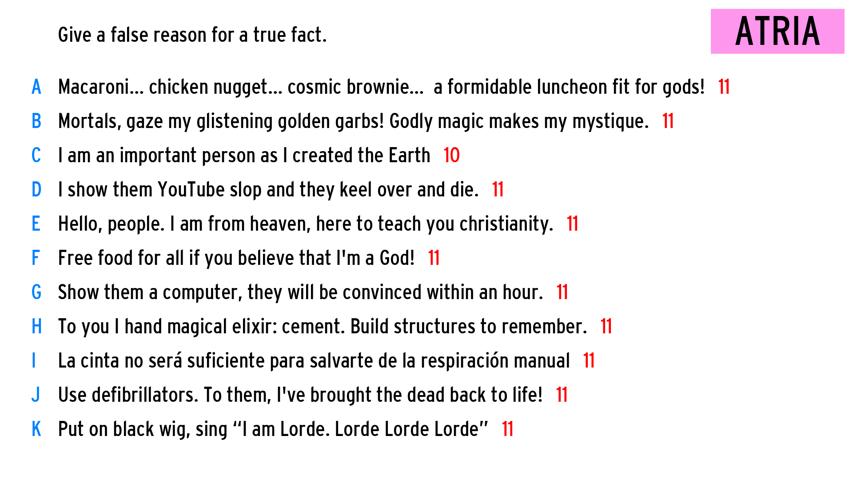 Give a false reason for a true fact.
ATRIA
A Macaroni... chicken nugget... cosmic brownie... a formidable luncheon fit for gods! 11
B Mortals, gaze my glistening golden garbs! Godly magic makes my mystique. 11
C I am an important person as I created the Earth 10
D I show them YouTube slop and they keel over and die. 11
E Hello, people. I am from heaven, here to teach you christianity. 11
F Free food for all if you believe that I'm a God! 11
G Show them a computer, they will be convinced within an hour. 11
H To you I hand magical elixir: cement. Build structures to remember. 11
I La cinta no será suficiente para salvarte de la respiración manual 11
J Use defibrillators. To them, I've brought the dead back to life! 11
K Put on black wig, sing “I am Lorde. Lorde Lorde Lorde” 11